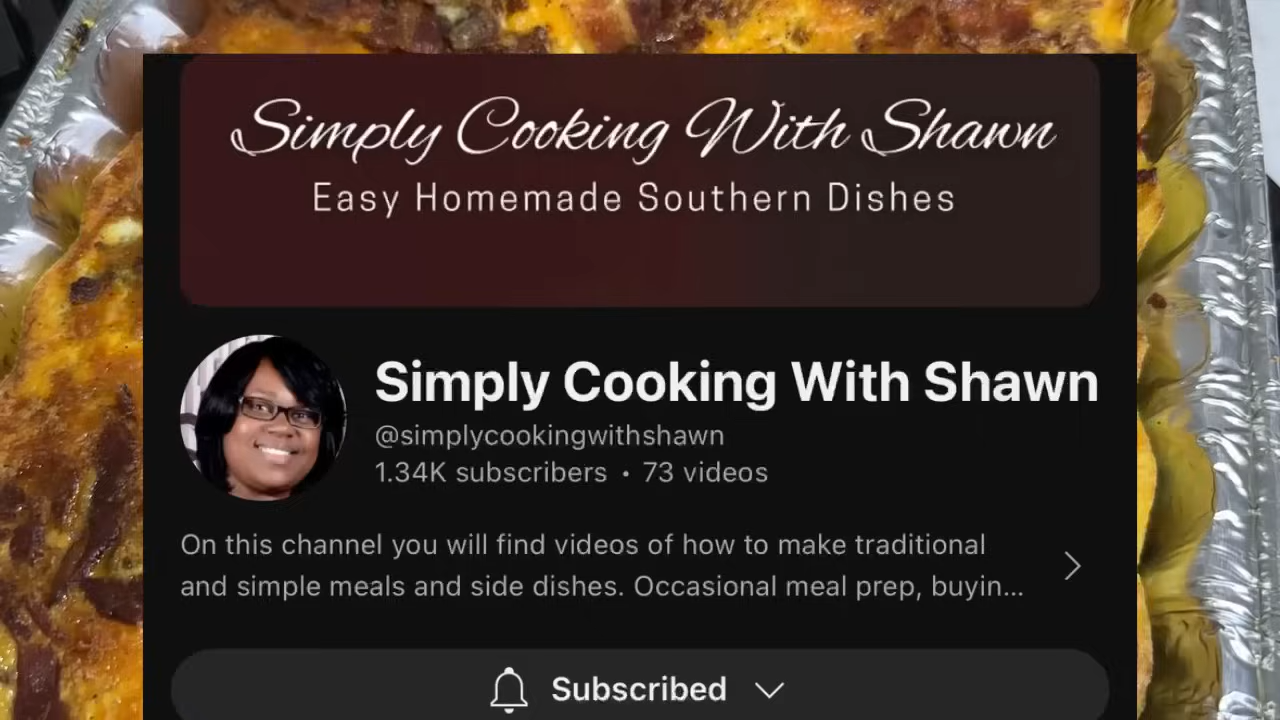 Simply Cooking With Shawn
Easy Homemade Southern Dishes
Simply Cooking With Shawn
@simplycookingwithshawn
1.34K subscribers • 73 videos
On this channel you will find videos of how to make traditional
and simple meals and side dishes. Occasional meal prep, buyin...
Subscribed